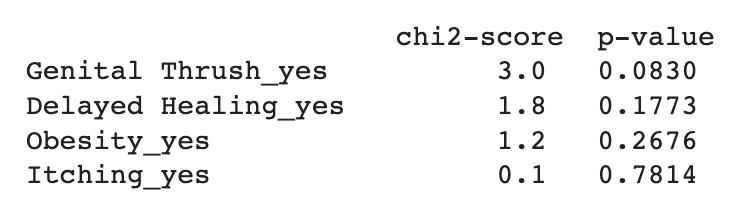 chi2-score p-value
Genital Thrush_yes 3.0 0.0830
Delayed Healing_yes 1.8 0.1773
Obesity_yes 1.2 0.2676
Itching_yes 0.1 0.7814